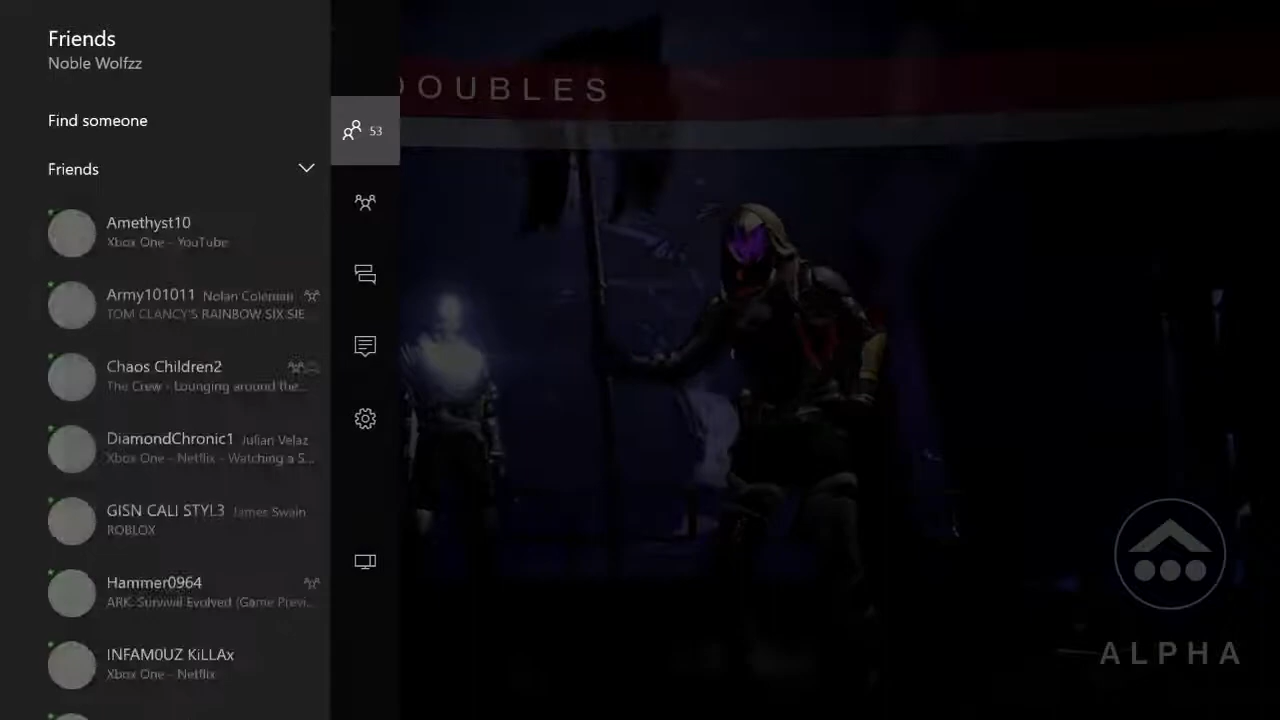 Friends
Noble Wolfzz
Find someone
Friends
Amethyst10
Xbox One - YouTube
Army101011 Nolan Coleman
TOM CLANCY'S RAINBOW SIX SIE
Chaos Children2
The Crew - Lounging around the...
DiamondChronic1 Julian Velaz
Xbox One - Netflix - Watching a S...
GISN CALI STYL3 James Swain
ROBLOX
Hammer0964
ARK: Survival Evolved (Game Previ...
INFAM0UZ KiLLAx
Xbox One - Netflix
53
DOUBLES
ALPHA